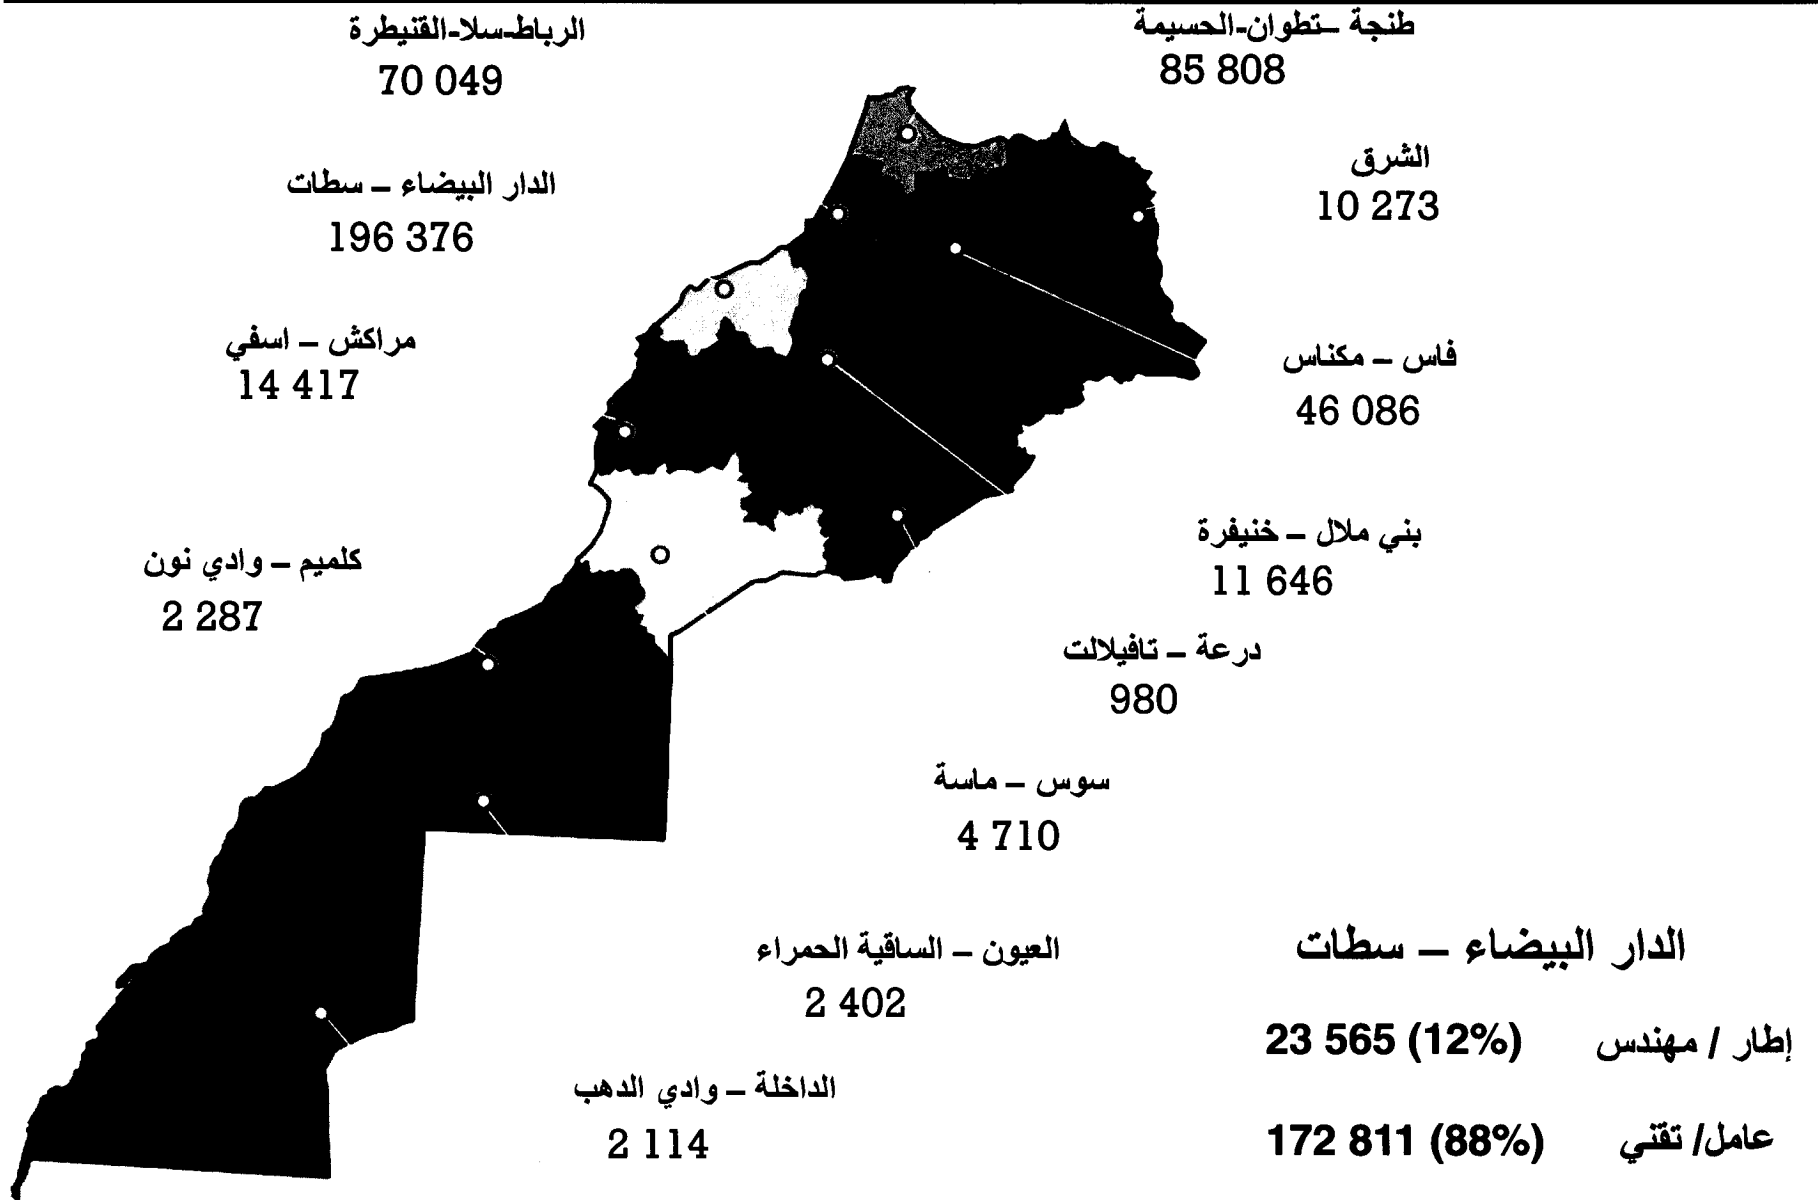 طنجة –تطوان-الحسيمة
85 808
الرباط-سلا-القنيطرة
70 049
الشرق
10 273
الدار البيضاء – سطات
196 376
فاس – مكناس
46 086
مراكش – اسفي
14 417
بني ملال – خنيفرة
11 646
كلميم – وادي نون
2 287
درعة – تافيلالت
980
سوس – ماسة
4 710
العيون – الساقية الحمراء
2 402
الداخلة – وادي الدهب
2 114
الدار البيضاء – سطات
إطار / مهندس 23 565 (12%)
عامل/ تقني 172 811 (88%)